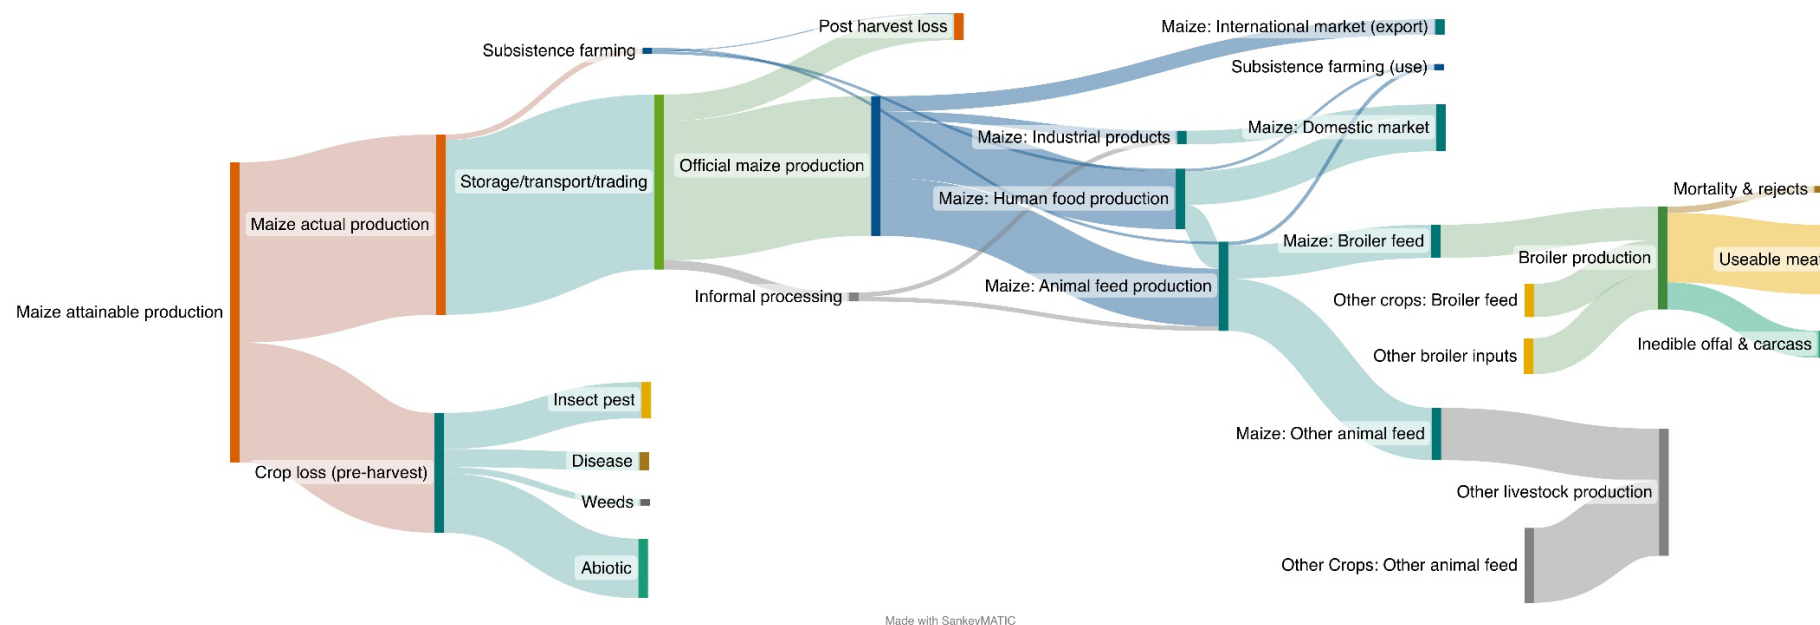 Post harvest loss
Maize: International market (export)
Subsistence farming
Subsistence farming (use)
Maize: Industrial products
Maize: Domestic market
Official maize production
Storage/transport/trading
Mortality & rejects
Maize: Human food production
Maize actual production
Maize: Broiler feed
Broiler production
Useable meat
Maize: Animal feed production
Informal processing
Other crops: Broiler feed
Maize attainable production
Inedible offal & carcass
Other broiler inputs
Insect pest
Maize: Other animal feed
Disease
Crop loss (pre-harvest)
Other livestock production
Weeds
Other Crops: Other animal feed
Abiotic
Made with SankeyMATIC